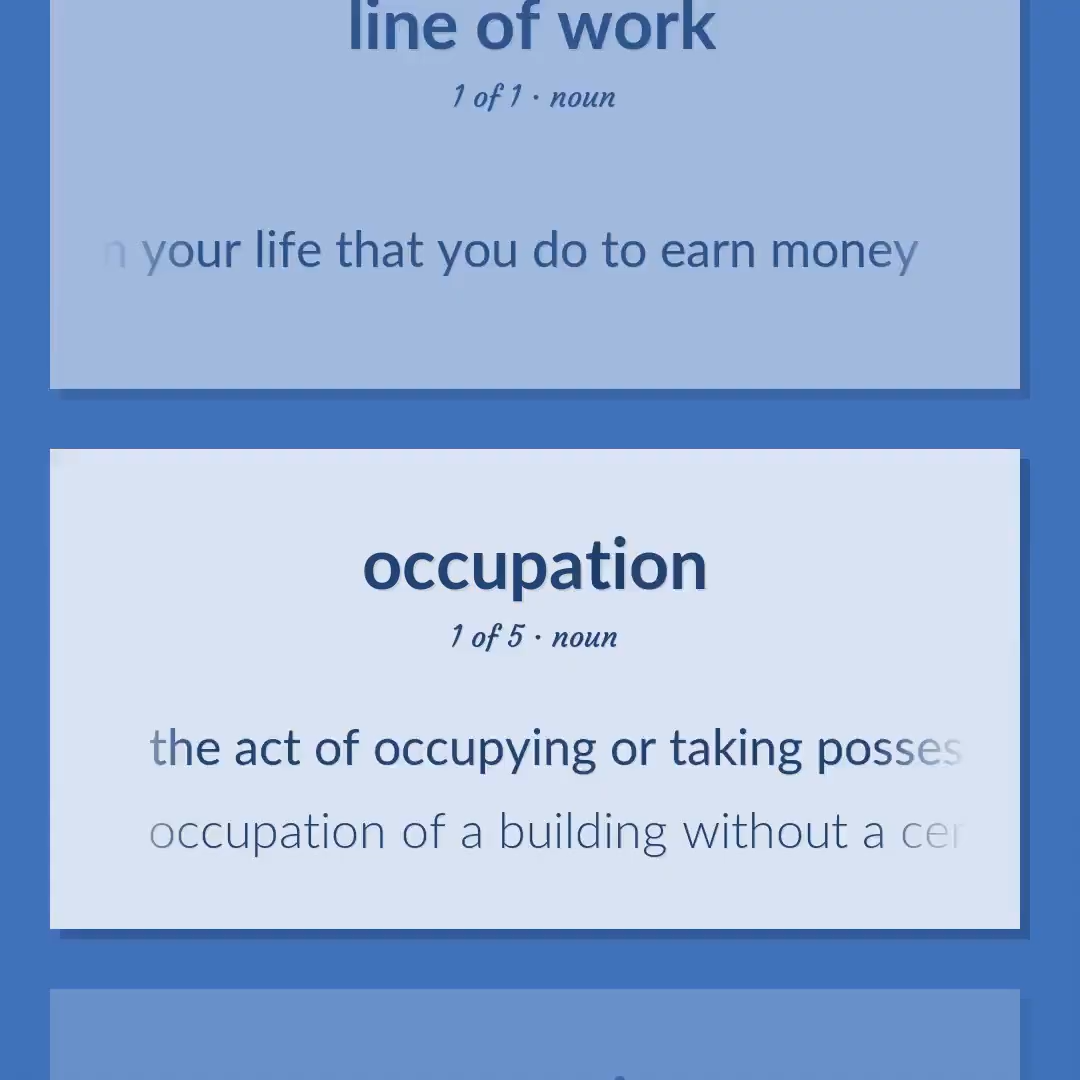 line of work
1 of 1 · noun
your life that you do to earn money
occupation
1 of 5 · noun
the act of occupying or taking posses
occupation of a building without a cer